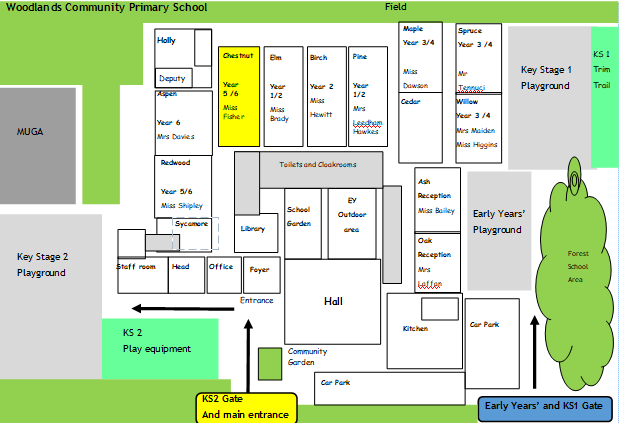 Woodlands Community Primary School
Field
Holly
Deputy
Aspen
Year 6
Mrs Davies
Redwood
Year 5/6
Miss Shipley
Sycamore
Chestnut
Year
5 /6
Miss
Fisher
Elm
Year
1/2
Miss
Brady
Birch
Year 2
Miss
Hewitt
Pine
Year
1/2
Mrs
Leedham
Hawkes
Maple
Year 3/4
Miss
Dawson
Cedar
Spruce
Year 3 /4
Mr
Tennuci
Willow
Year 3 /4
Mrs Maiden
Miss Higgins
Key Stage 1
Playground
KS 1
Trim
Trail
MUGA
Toilets and Cloakrooms
School
Garden
EY
Outdoor
area
Library
Ash
Reception
Miss Bailey
Oak
Reception
Mrs
Early Years'
Playground
Forest
School
Area
Key Stage 2
Playground
Staff room
Head
Office
Foyer
Entrance
Hall
Kitchen
Car Park
KS 2
Play equipment
Community
Garden
Car Park
KS2 Gate
And main entrance
Early Years' and KS1 Gate